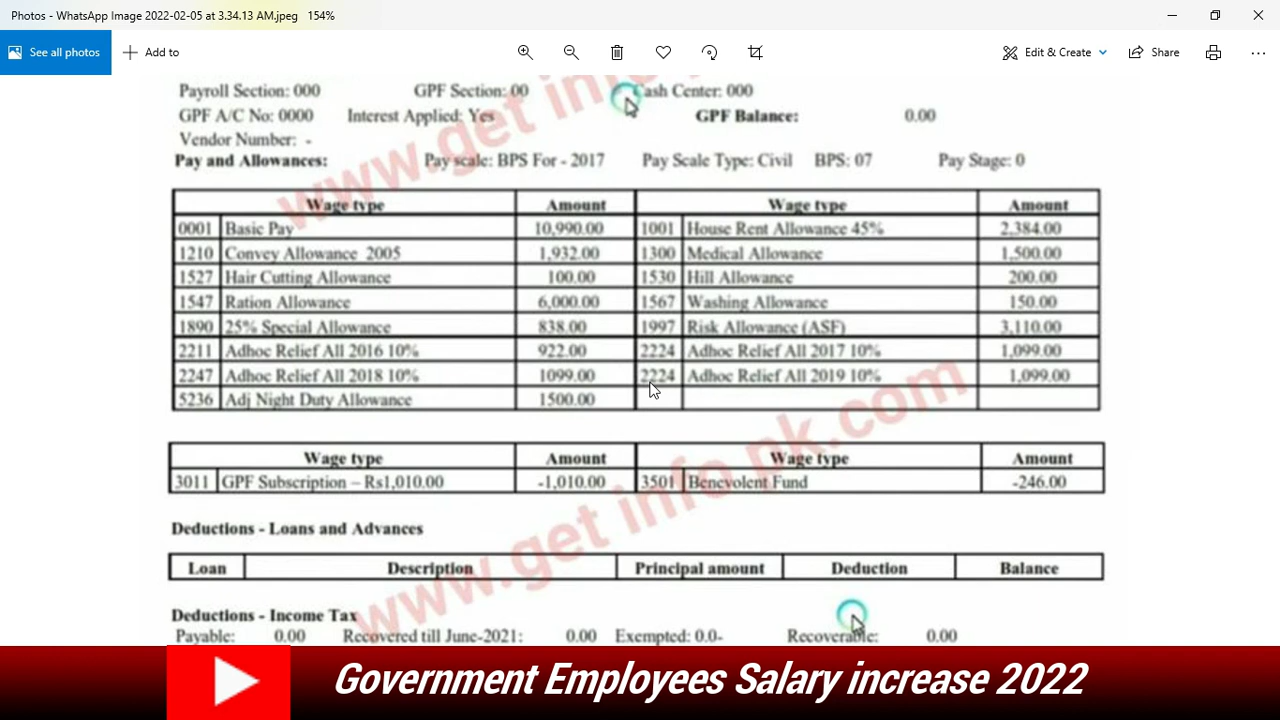 Photos - WhatsApp Image 2022-02-05 at 3.34.13 AM.jpeg 154%
See all photos Add to Edit & Create Share
Payroll Section: 000 GPF Section: 00 Cash Center: 000
GPF A/C No: 0000 Interest Applied: Yes GPF Balance: 0.00
Vendor Number: -
Pay and Allowances: Pay scale: BPS For - 2017 Pay Scale Type: Civil BPS: 07 Pay Stage: 0
Wage type Amount Wage type Amount
0001 Basic Pay 10,990.00 1001 House Rent Allowance 45% 2,384.00
1210 Convey Allowance 2005 1,932.00 1300 Medical Allowance 1,500.00
1527 Hair Cutting Allowance 100.00 1530 Hill Allowance 200.00
1547 Ration Allowance 6,000.00 1567 Washing Allowance 150.00
1890 25% Special Allowance 838.00 1997 Risk Allowance (ASF) 3,110.00
2211 Adhoc Relief All 2016 10% 922.00 2224 Adhoc Relief All 2017 10% 1,099.00
2247 Adhoc Relief All 2018 10% 1099.00 2224 Adhoc Relief All 2019 10% 1,099.00
5236 Adj Night Duty Allowance 1500.00
Wage type Amount Wage type Amount
3011 GPF Subscription – Rs1,010.00 -1,010.00 3501 Benevolent Fund -246.00
Deductions - Loans and Advances
Loan Description Principal amount Deduction Balance
Deductions - Income Tax
Payable: 0.00 Recovered till June-2021: 0.00 Exempted: 0.0- Recoverable: 0.00
www.get info
www.get info pk.com
Government Employees Salary increase 2022